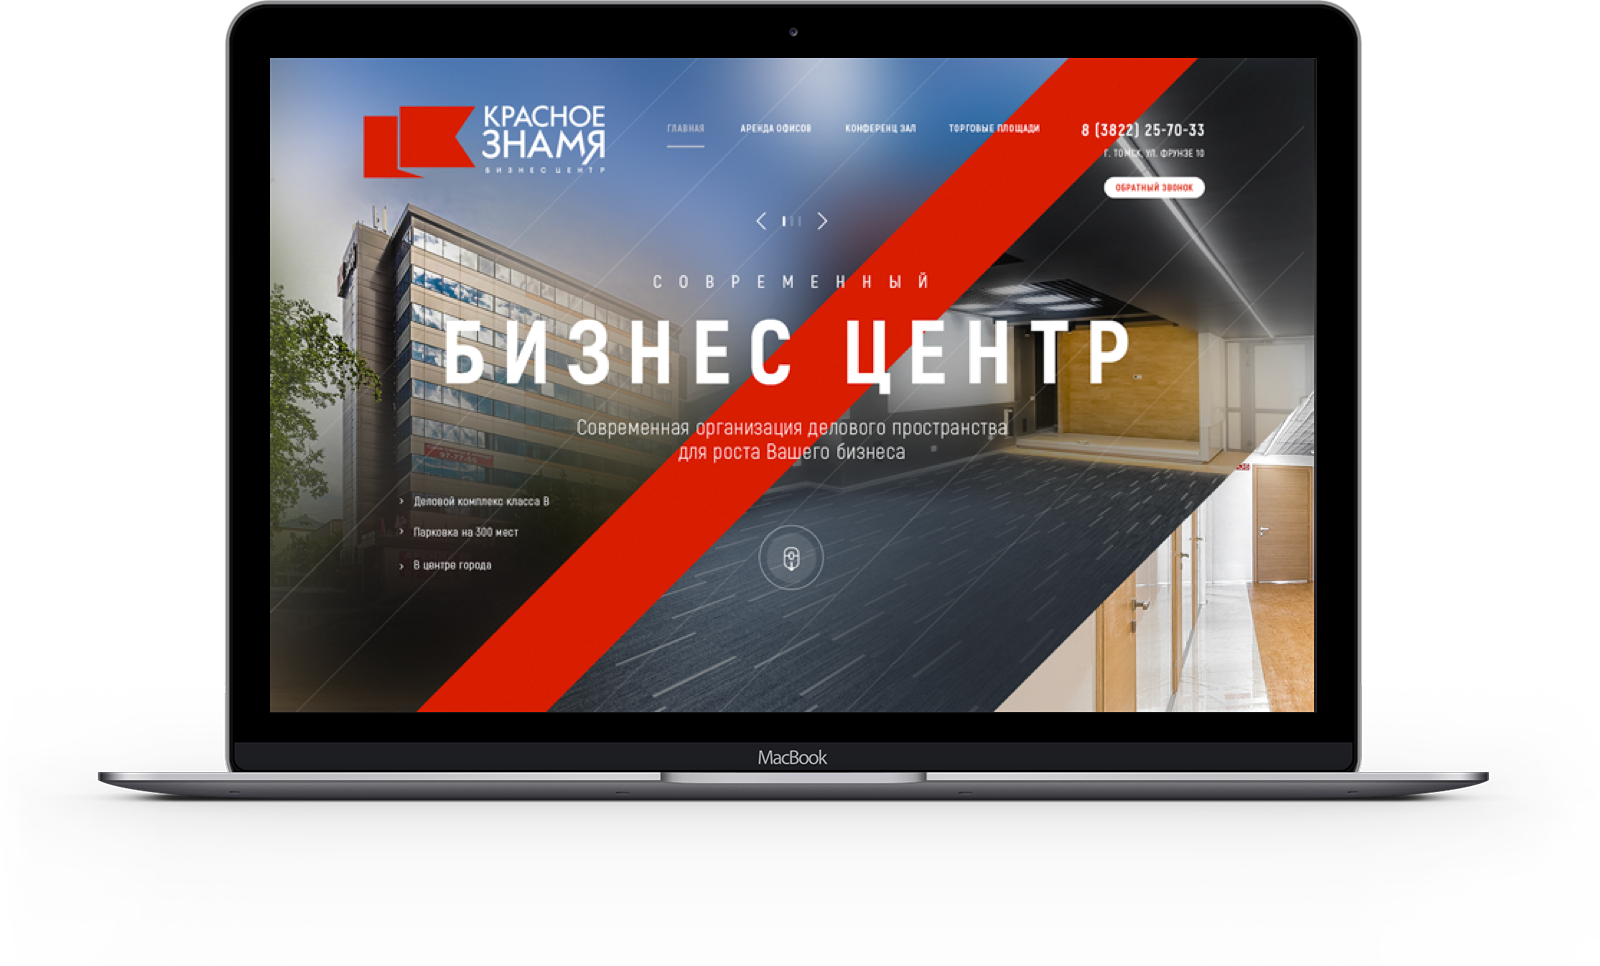 КРАСНОЕ
ЗНАМЯ
БИЗНЕС ЦЕНТР
ГЛАВНАЯ
АРЕНДА ОФИСОВ
КОНФЕРЕНЦ ЗАЛ
ТОРГОВЫЕ ПЛОЩАДИ
8 (3822) 25-70-33
Г. ТОМСК, УЛ. ФРУНЗЕ 10
ОБРАТНЫЙ ЗВОНОК
СОВРЕМЕННЫЙ
БИЗНЕС ЦЕНТР
Современная организация делового пространства
для роста Вашего бизнеса
Деловой комплекс класса В
Парковка на 300 мест
В центре города
MacBook